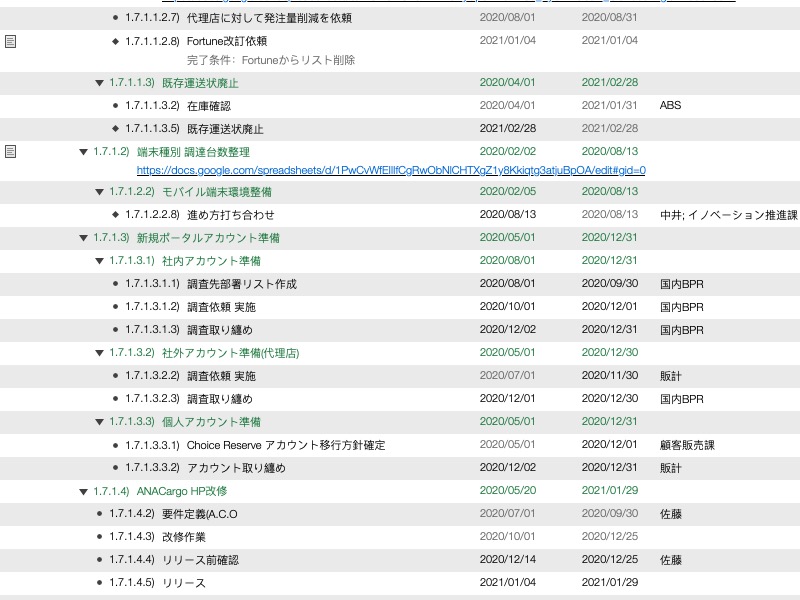 1.7.1.1.2.7) 代理店に対して発注量削減を依頼 2020/08/01 2020/08/31
1.7.1.1.2.8) Fortune改訂依頼 2021/01/04 2021/01/04
完了条件: Fortuneからリスト削除
1.7.1.1.3) 既存運送状廃止 2020/04/01 2021/02/28
1.7.1.1.3.2) 在庫確認 2020/04/01 2021/01/31 ABS
1.7.1.1.3.5) 既存運送状廃止 2021/02/28 2021/02/28
1.7.1.2) 端末種別 調達台数整理 2020/02/02 2020/08/13
1.7.1.2.2) モバイル端末環境整備 2020/02/05 2020/08/13
1.7.1.2.2.8) 進め方打ち合わせ 2020/08/13 2020/08/13 中井; イノベーション推進課
1.7.1.3) 新規ポータルアカウント準備 2020/05/01 2020/12/31
1.7.1.3.1) 社内アカウント準備 2020/08/01 2020/12/31
1.7.1.3.1.1) 調査先部署リスト作成 2020/08/01 2020/09/30 国内BPR
1.7.1.3.1.2) 調査依頼 実施 2020/10/01 2020/12/01 国内BPR
1.7.1.3.1.3) 調査取り纏め 2020/12/02 2020/12/31 国内BPR
1.7.1.3.2) 社外アカウント準備(代理店) 2020/05/01 2020/12/30
1.7.1.3.2.2) 調査依頼 実施 2020/07/01 2020/11/30 販計
1.7.1.3.2.3) 調査取り纏め 2020/12/01 2020/12/30 国内BPR
1.7.1.3.3) 個人アカウント準備 2020/05/01 2020/12/31
1.7.1.3.3.1) Choice Reserve アカウント移行方針確定 2020/05/01 2020/12/01 顧客販売課
1.7.1.3.3.2) アカウント取り纏め 2020/12/02 2020/12/31 販計
1.7.1.4) ANACargo HP改修 2020/05/20 2021/01/29
1.7.1.4.2) 要件定義(A.C.O 2020/07/01 2020/09/30 佐藤
1.7.1.4.3) 改修作業 2020/10/01 2020/12/25
1.7.1.4.4) リリース前確認 2020/12/14 2020/12/25 佐藤
1.7.1.4.5) リリース 2021/01/04 2021/01/29